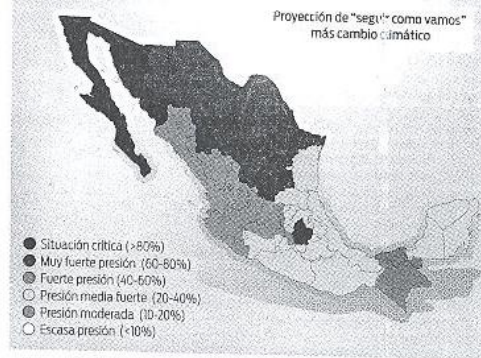 Proyección de "seguir como vamos"
más cambio climático
Situación crítica (>80%)
Muy fuerte presión (60-80%)
Fuerte presión (40-60%)
Presión media fuerte (20-40%)
Presión moderada (10-20%)
Escasa presión (<10%)